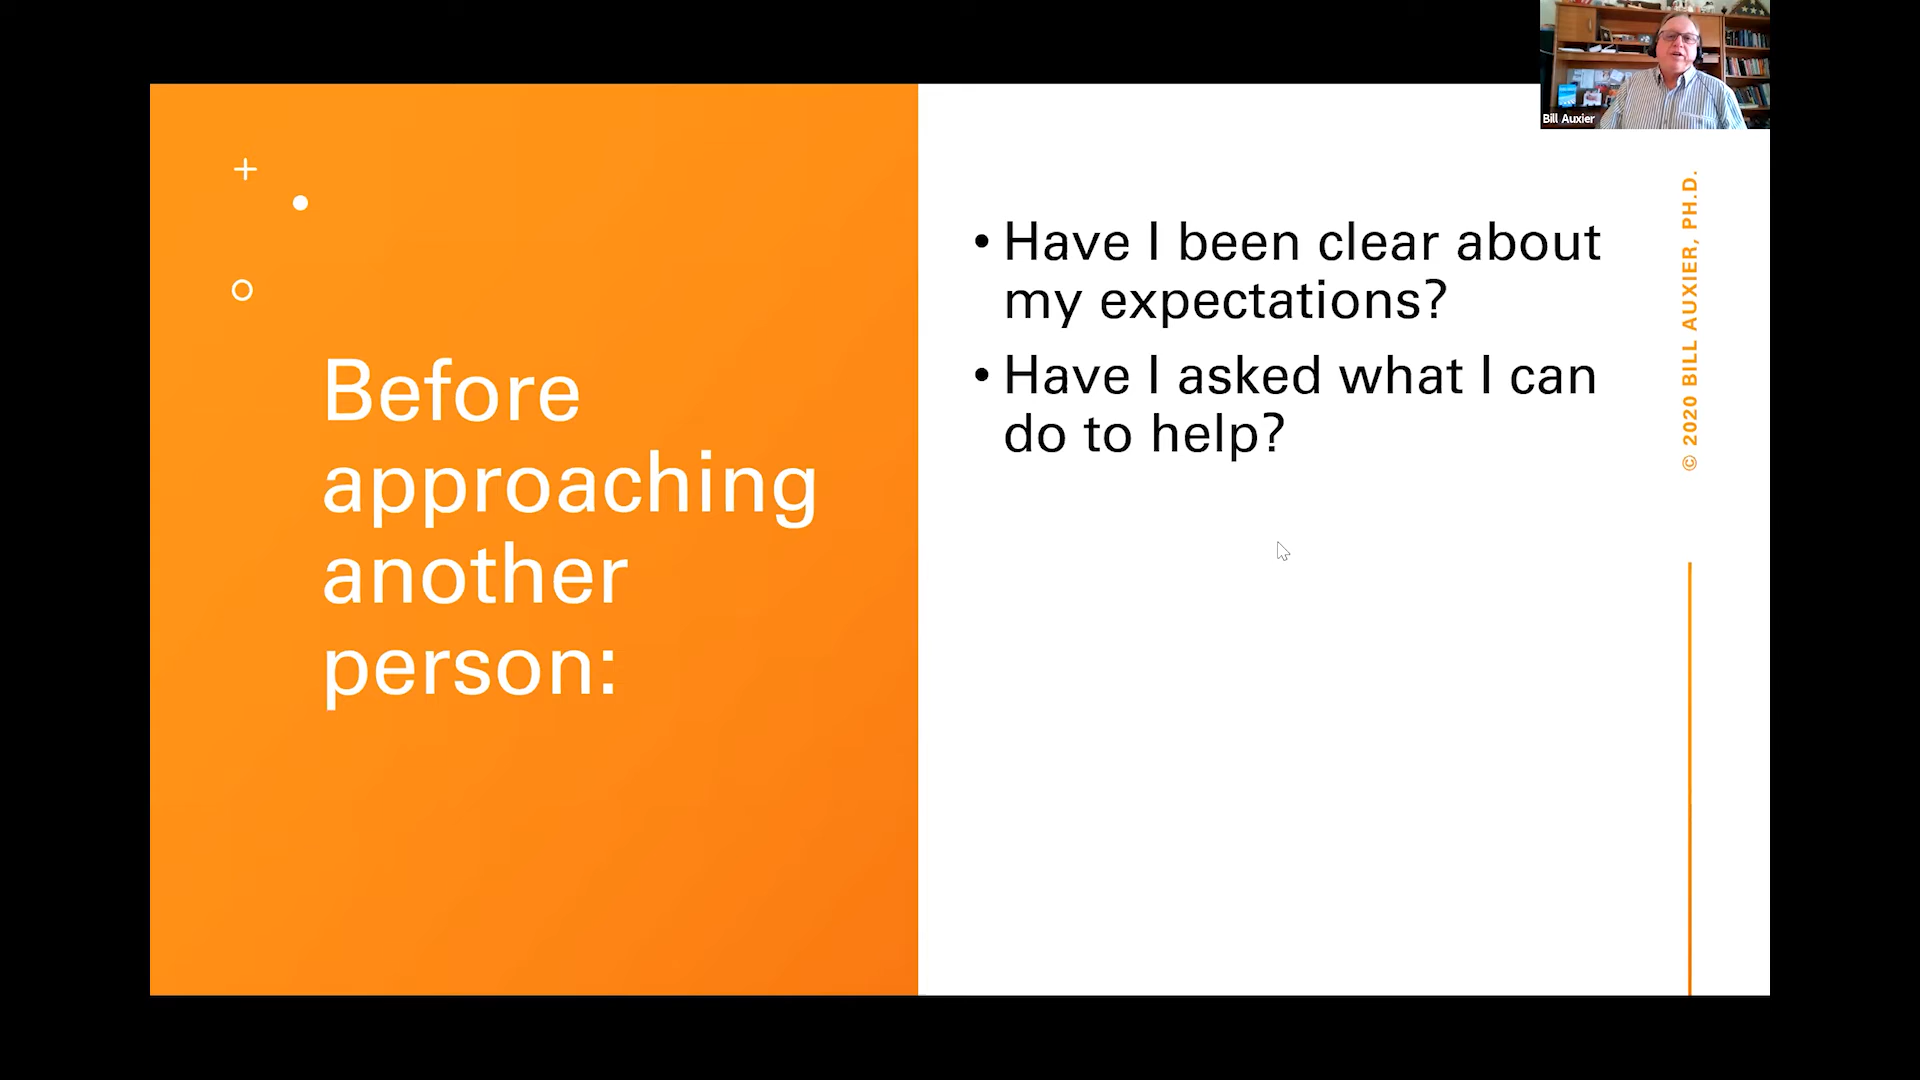 Bill Auxier
Before
approaching
another
person:
• Have I been clear about
my expectations?
• Have I asked what I can
do to help?
© 2020 BILL AUXIER, PH.D.